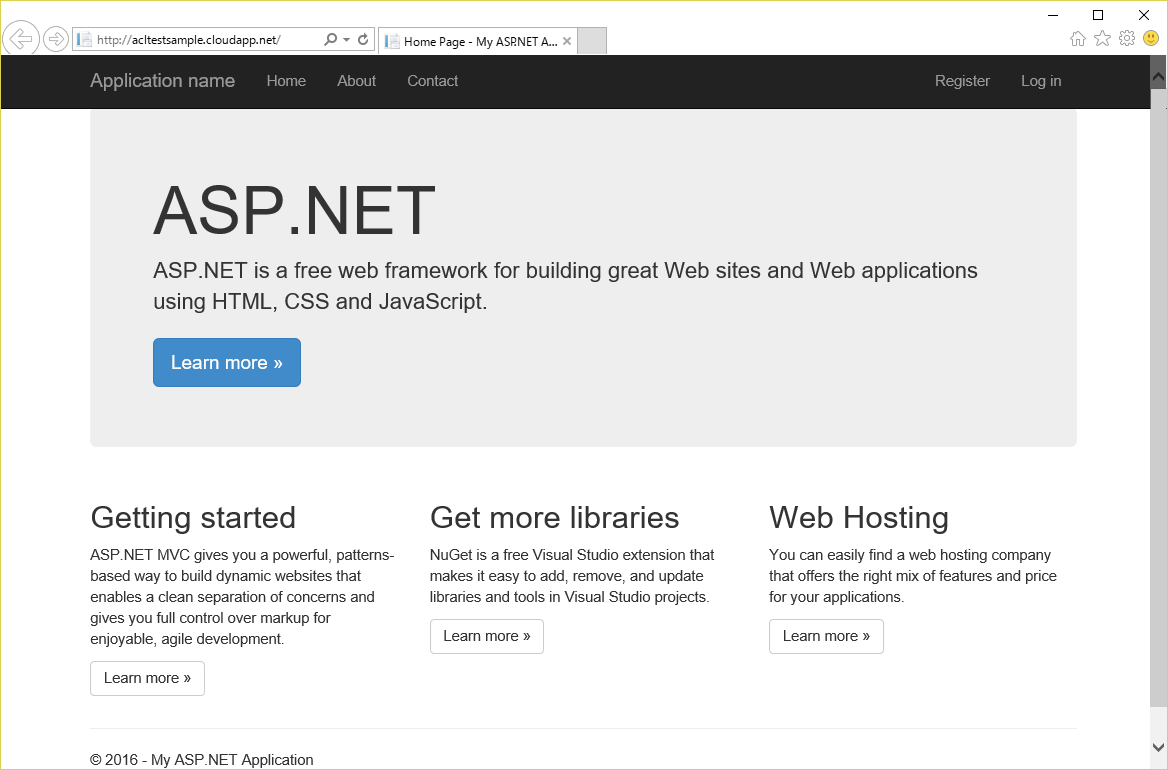 http://acltestsample.cloudapp.net/
Home Page - My ASP.NET A...
Application name
Home
About
Contact
Register
Log in
ASP.NET
ASP.NET is a free web framework for building great Web sites and Web applications
using HTML, CSS and JavaScript.
Learn more »
Getting started
ASP.NET MVC gives you a powerful, patterns-
based way to build dynamic websites that
enables a clean separation of concerns and
gives you full control over markup for
enjoyable, agile development.
Learn more »
Get more libraries
NuGet is a free Visual Studio extension that
makes it easy to add, remove, and update
libraries and tools in Visual Studio projects.
Learn more »
Web Hosting
You can easily find a web hosting company
that offers the right mix of features and price
for your applications.
Learn more »
© 2016 - My ASP.NET Application